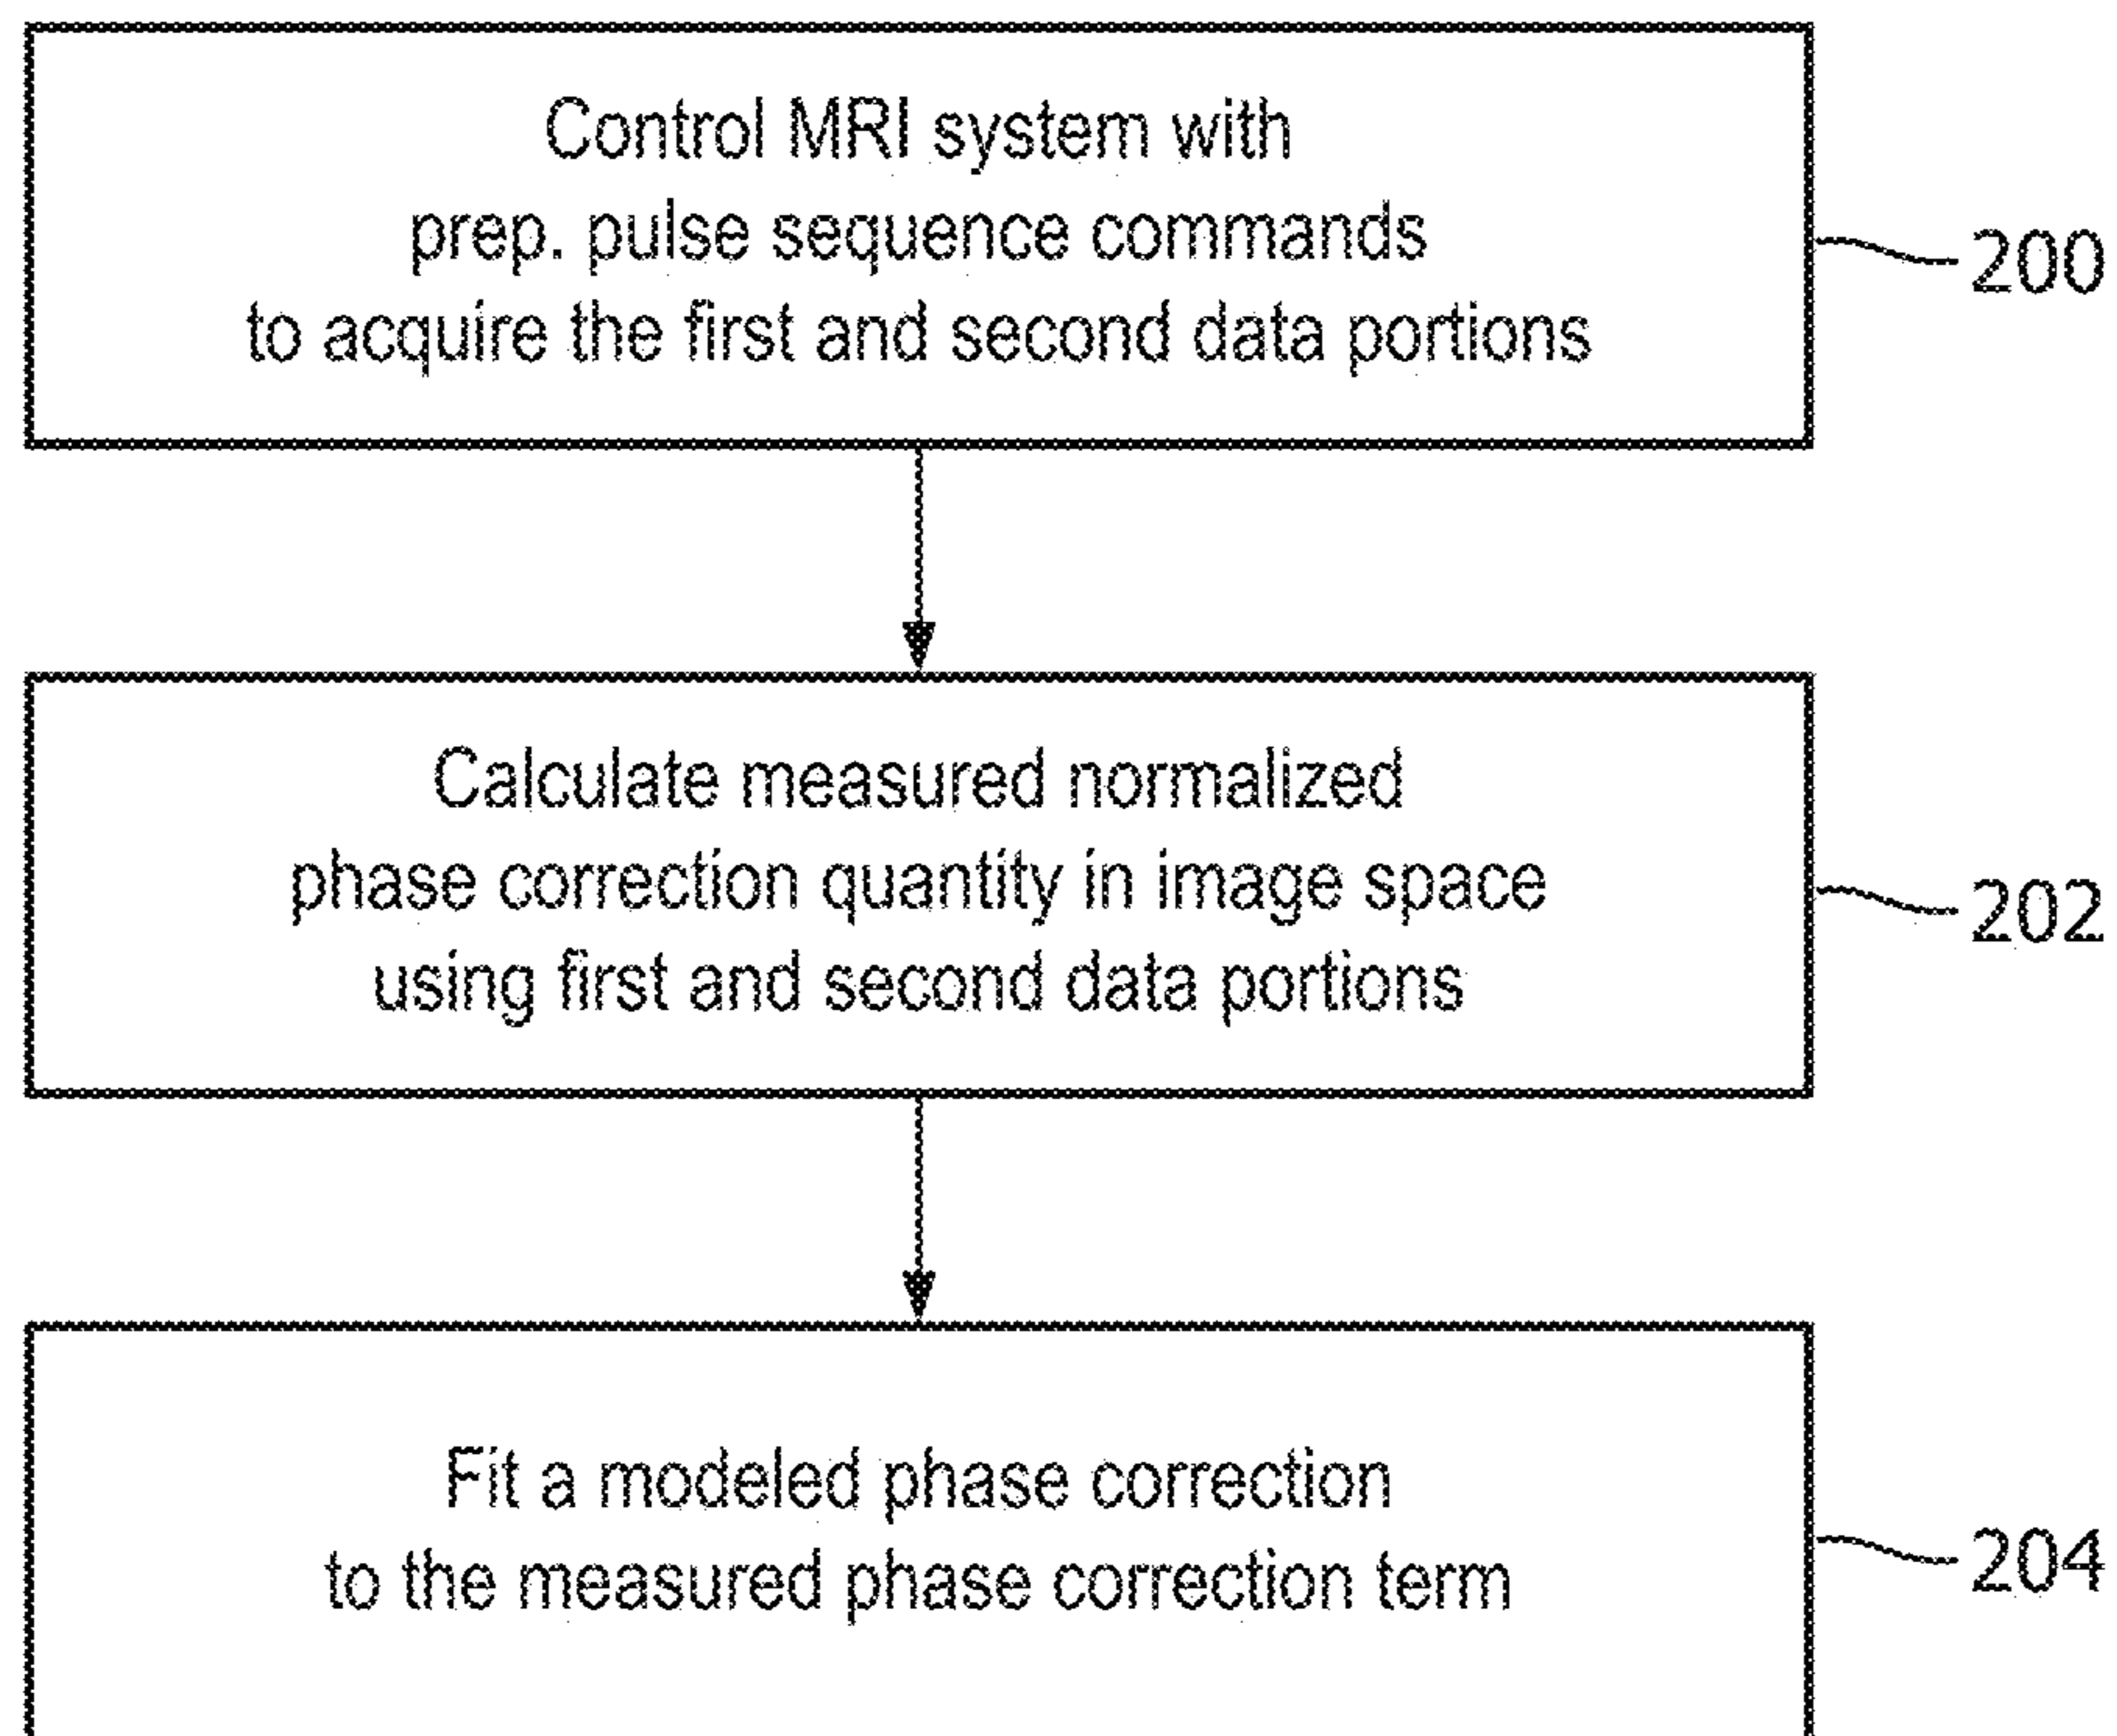 Control MRI system with
prep. pulse sequence commands
to acquire the first and second data portions
200
Calculate measured normalized
phase correction quantity in image space
using first and second data portions
202
Fit a modeled phase correction
to the measured phase correction term
204